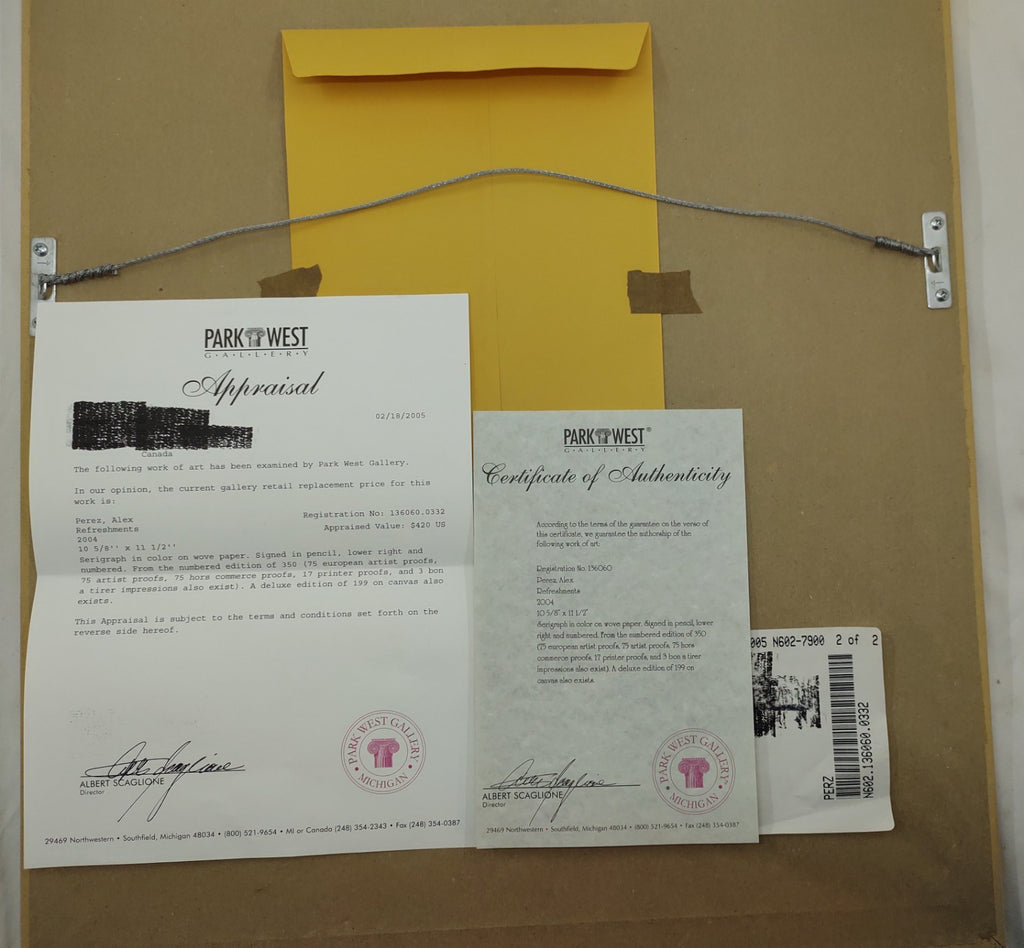 PARK WEST
G·A·L·L·E·R·Y
Appraisal
02/18/2005
Canada
The following work of art has been examined by Park West Gallery.
In our opinion, the current gallery retail replacement price for this
work is:
Registration No: 136060.0332
Appraised Value: $420 US
Perez, Alex
Refreshments
2004
10 5/8'' x 11 1/2''
Serigraph in color on wove paper. Signed in pencil, lower right and
numbered. From the numbered edition of 350 (75 european artist proofs,
75 artist proofs, 75 hors commerce proofs, 17 printer proofs, and 3 bon
a tirer impressions also exist). A deluxe edition of 199 on canvas also
exists.
This Appraisal is subject to the terms and conditions set forth on the
reverse side hereof.
ALBERT SCAGLIONE
Director
PARK WEST GALLERY
• MICHIGAN •
29469 Northwestern • Southfield, Michigan 48034 • (800) 521-9654 • MI or Canada (248) 354-2343 • Fax (248) 354-0387
PARK WEST®
G·A·L·L·E·R·Y
Certificate of Authenticity
According to the terms of the guarantee on the verso of
this certificate, we guarantee the authorship of the
following work of art:
Registration No. 136060
Perez, Alex
Refreshments
2004
10 5/8" x 11 1/2"
Serigraph in color on wove paper. Signed in pencil, lower
right and numbered. From the numbered edition of 350
(75 european artist proofs, 75 artist proofs, 75 hors
commerce proofs, 17 printer proofs, and 3 bon a tirer
impressions also exist). A deluxe edition of 199 on
canvas also exists.
ALBERT SCAGLIONE
Director
PARK WEST GALLERY
• MICHIGAN •
29469 Northwestern • Southfield, Michigan 48034 • (800) 521-9654 • Fax (248) 354-0387
005 N602-7900 2 of 2
PERZ
N602.136060.0332